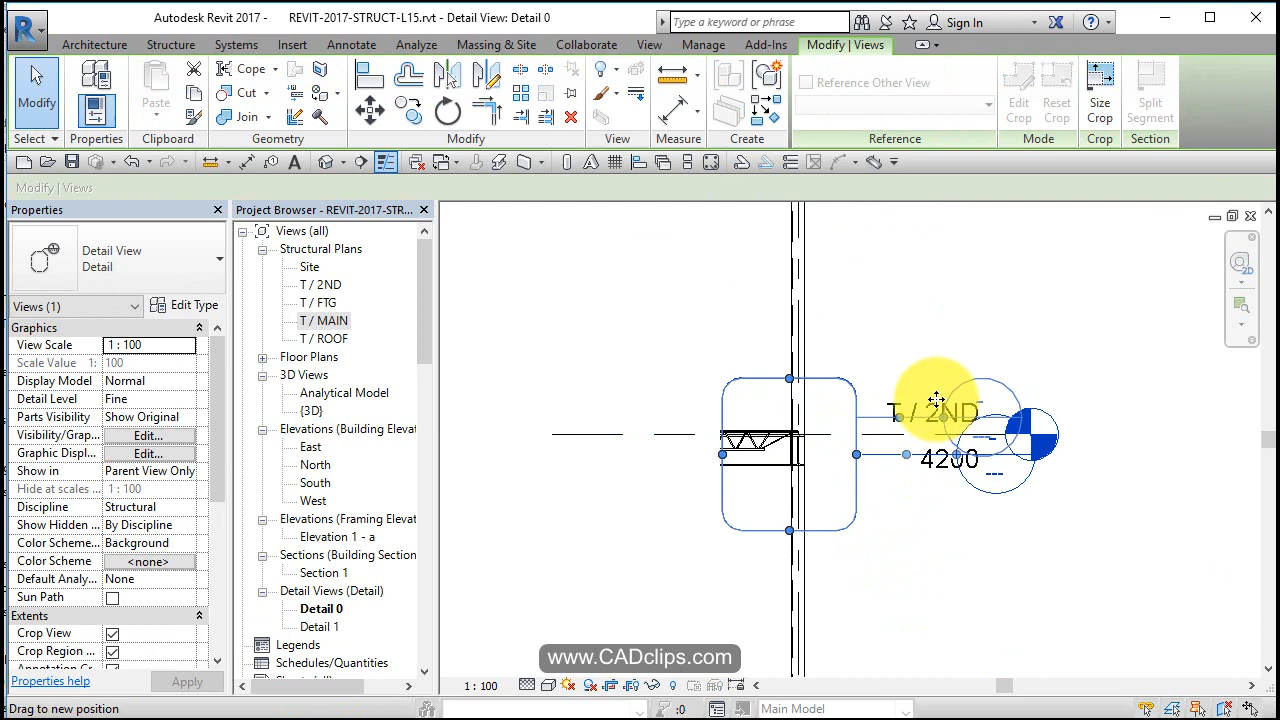 Autodesk Revit 2017 - REVIT-2017-STRUCT-L15.rvt - Detail View: Detail 0
Type a keyword or phrase
Sign In
Architecture Structure Systems Insert Annotate Analyze Massing & Site Collaborate View Manage Add-Ins Modify | Views
Modify
Paste
Cope
Cut
Join
Reference Other View
Edit Crop
Reset Crop
Size Crop
Split Segment
Select Properties Clipboard Geometry Modify View Measure Create Reference Mode Crop Section
Modify | Views
Properties
Detail View
Detail
Views (1)
Edit Type
Graphics
View Scale 1 : 100
Scale Value 1: 100
Display Model Normal
Detail Level Fine
Parts Visibility Show Original
Visibility/Grap... Edit...
Graphic Displ... Edit...
Show in Parent View Only
Hide at scales 1 : 100
Discipline Structural
Show Hidden By Discipline
Color Scheme Background
Color Scheme <none>
Default Analy... None
Sun Path
Extents
Crop View
Crop Region
Properties help
Apply
Project Browser - REVIT-2017-STR...
Views (all)
Structural Plans
Site
T / 2ND
T / FTG
T / MAIN
T / ROOF
Floor Plans
3D Views
Analytical Model
{3D}
Elevations (Building Elevat
East
North
South
West
Elevations (Framing Elevat
Elevation 1 - a
Sections (Building Section
Section 1
Detail Views (Detail)
Detail 0
Detail 1
Legends
Schedules/Quantities
T / 2ND
4200
2D
www.CADclips.com
1 : 100
Drag to new position
:0
Main Model